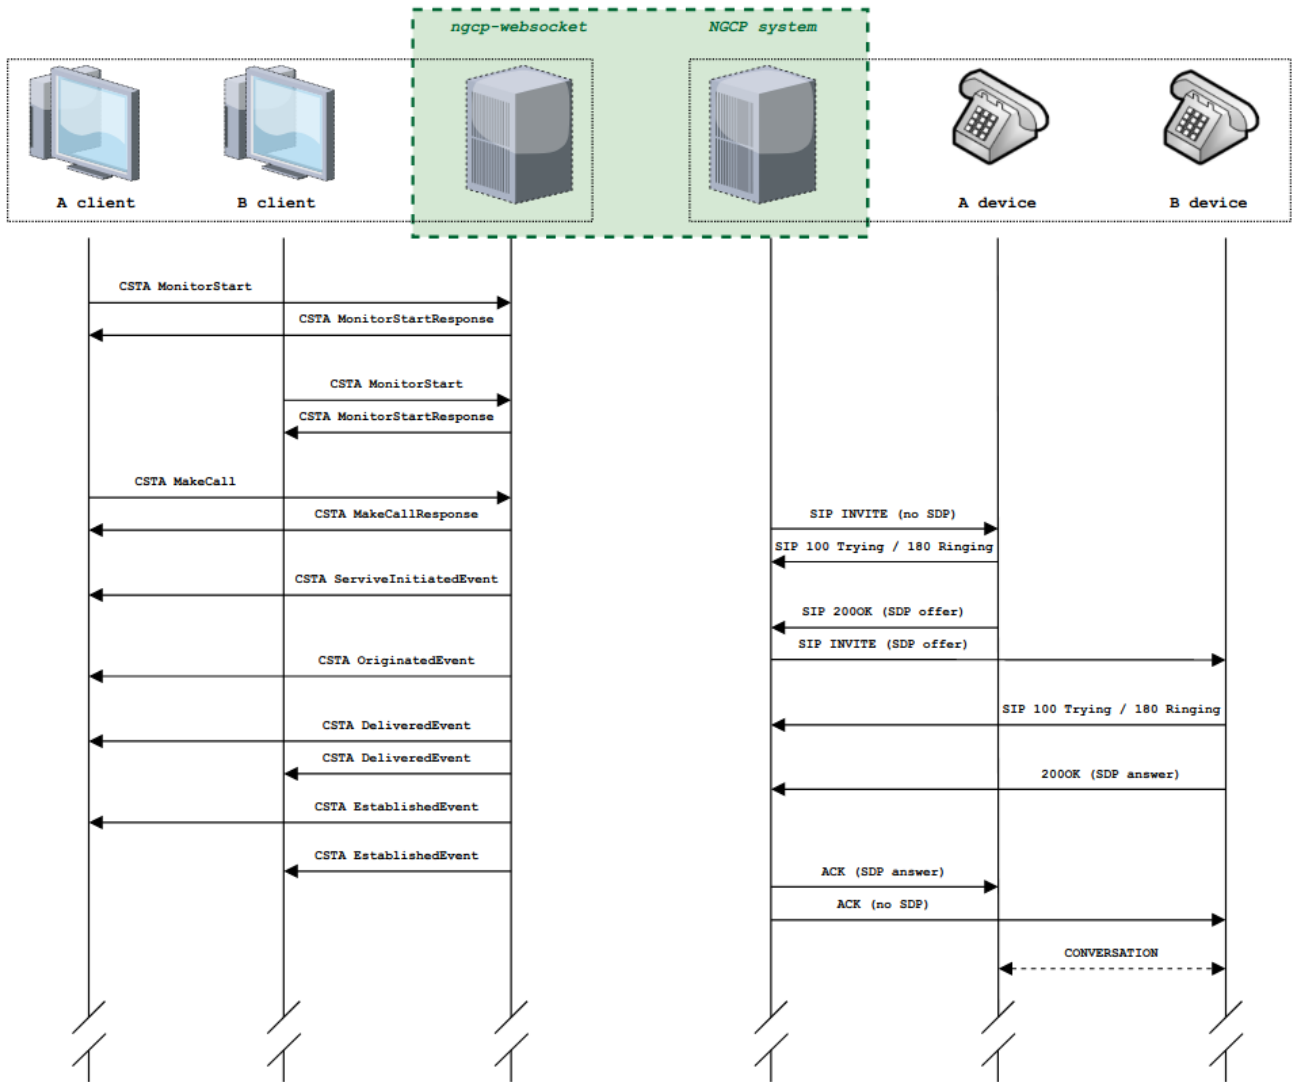 ngcp-websocket
NGCP system
A client
B client
A device
B device
CSTA MonitorStart
CSTA MonitorStartResponse
CSTA MonitorStart
CSTA MonitorStartResponse
CSTA MakeCall
CSTA MakeCallResponse
SIP INVITE (no SDP)
SIP 100 Trying / 180 Ringing
CSTA ServiveInitiatedEvent
SIP 200OK (SDP offer)
SIP INVITE (SDP offer)
CSTA OriginatedEvent
SIP 100 Trying / 180 Ringing
CSTA DeliveredEvent
CSTA DeliveredEvent
200OK (SDP answer)
CSTA EstablishedEvent
CSTA EstablishedEvent
ACK (SDP answer)
ACK (no SDP)
CONVERSATION